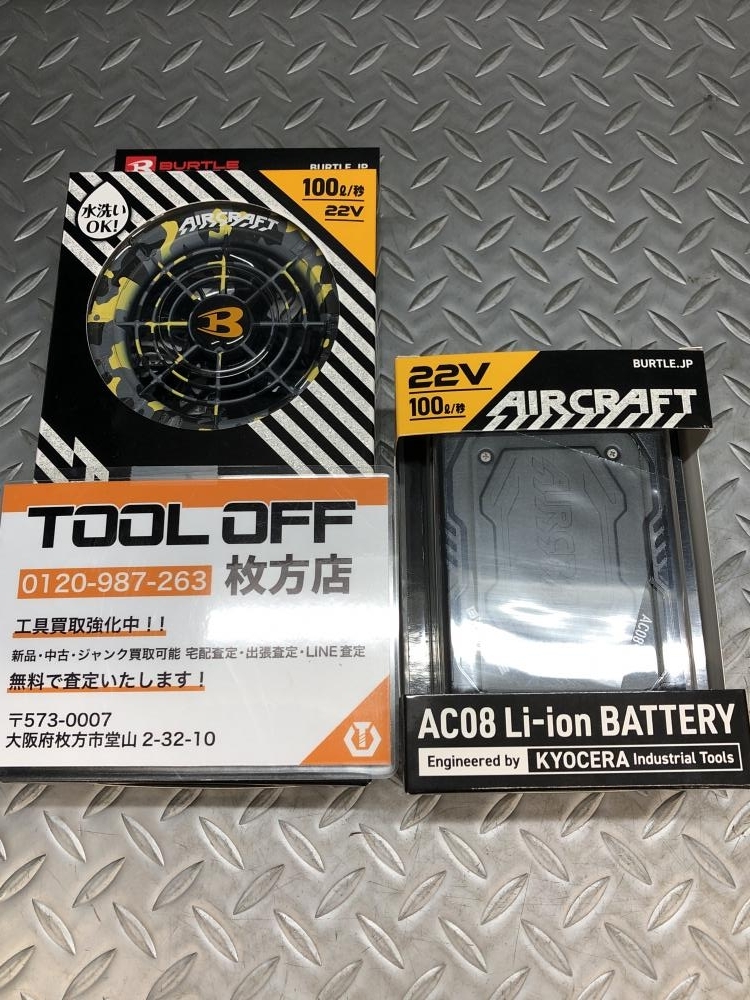 BURTLE
BURTLE.JP
100ℓ/秒
22V
水洗い
OK!
AIRCRAFT
B
TOOL OFF
0120-987-263 枚方店
工具買取強化中！！
新品・中古・ジャンク買取可能 宅配査定・出張査定・LINE査定
無料で査定いたします！
〒573-0007
大阪府枚方市堂山 2-32-10
22V
100ℓ/秒
BURTLE.JP
AIRCRAFT
AIRCRAFT
AC08
AC08 Li-ion BATTERY
Engineered by KYOCERA Industrial Tools